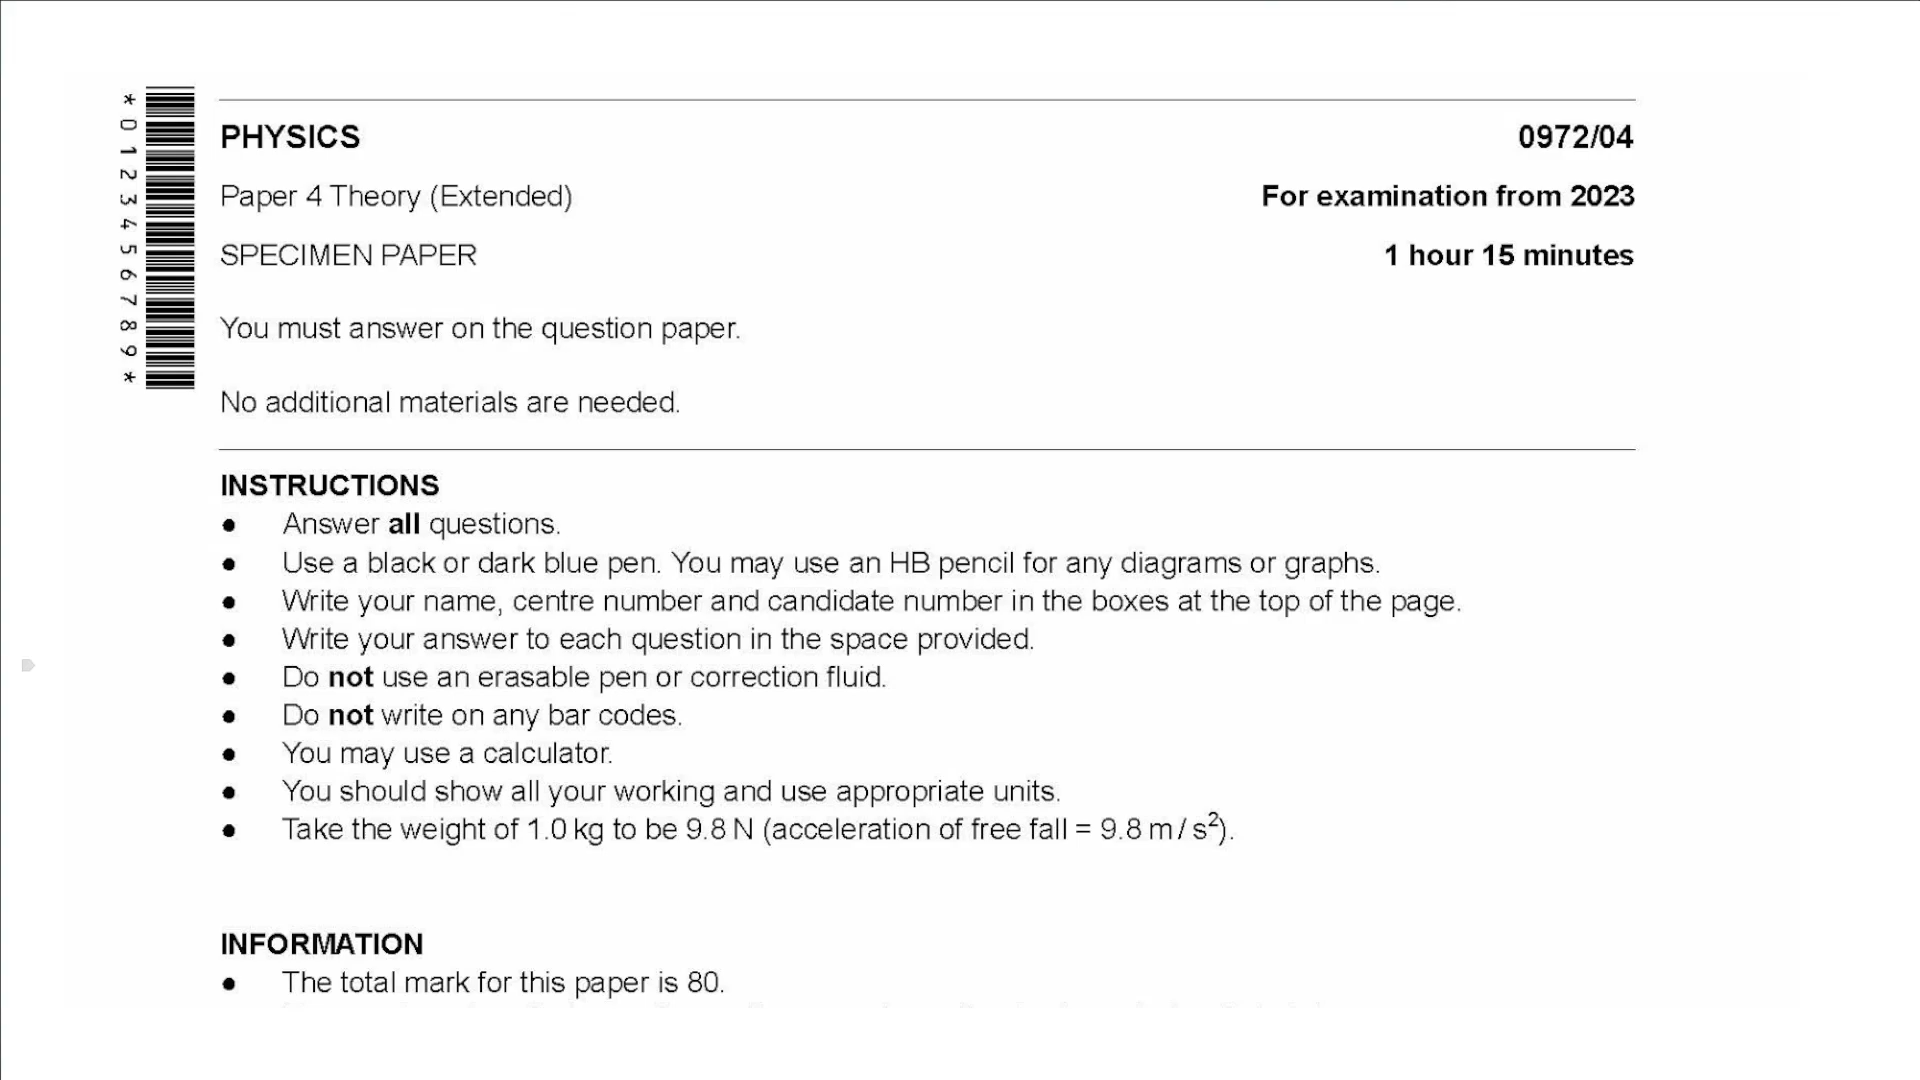 *0123456789*
PHYSICS 0972/04
Paper 4 Theory (Extended) For examination from 2023
SPECIMEN PAPER 1 hour 15 minutes
You must answer on the question paper.
No additional materials are needed.
INSTRUCTIONS
● Answer all questions.
● Use a black or dark blue pen. You may use an HB pencil for any diagrams or graphs.
● Write your name, centre number and candidate number in the boxes at the top of the page.
● Write your answer to each question in the space provided.
● Do not use an erasable pen or correction fluid.
● Do not write on any bar codes.
● You may use a calculator.
● You should show all your working and use appropriate units.
● Take the weight of 1.0 kg to be 9.8 N (acceleration of free fall = 9.8 m / s²).
INFORMATION
● The total mark for this paper is 80.